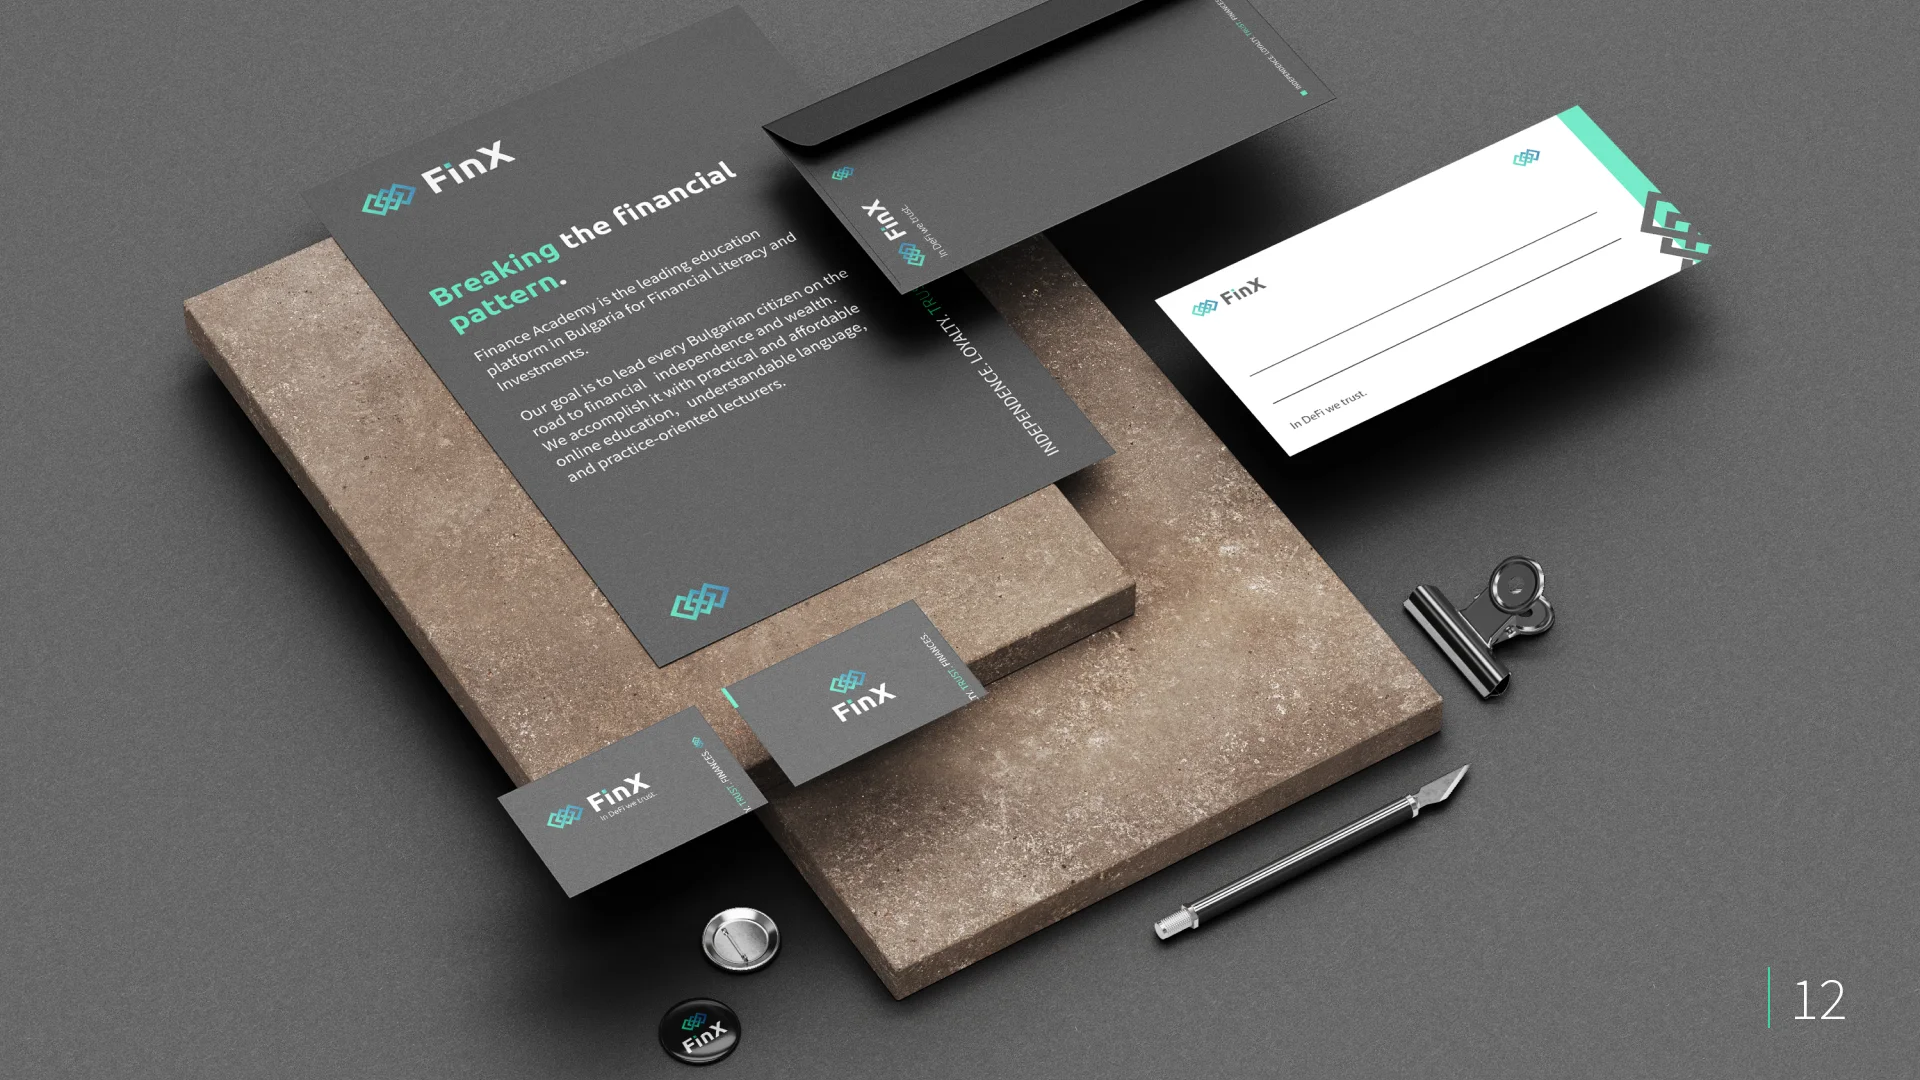 FinX
Breaking the financial
pattern.
Finance Academy is the leading education
platform in Bulgaria for Financial Literacy and
Investments.
Our goal is to lead every Bulgarian citizen on the
road to financial independence and wealth.
We accomplish it with practical and affordable
online education, understandable language,
and practice-oriented lecturers.
INDEPENDENCE. LOYALTY. TRU
INDEPENDENCE. LOYALTY. TRUST. FINANCES
FinX
In DeFi we trust.
FinX
In DeFi we trust.
FinX
TY. TRUST. FINANCES.
FinX
In DeFi we trust.
Y. TRUST. FINANCES.
FinX
12